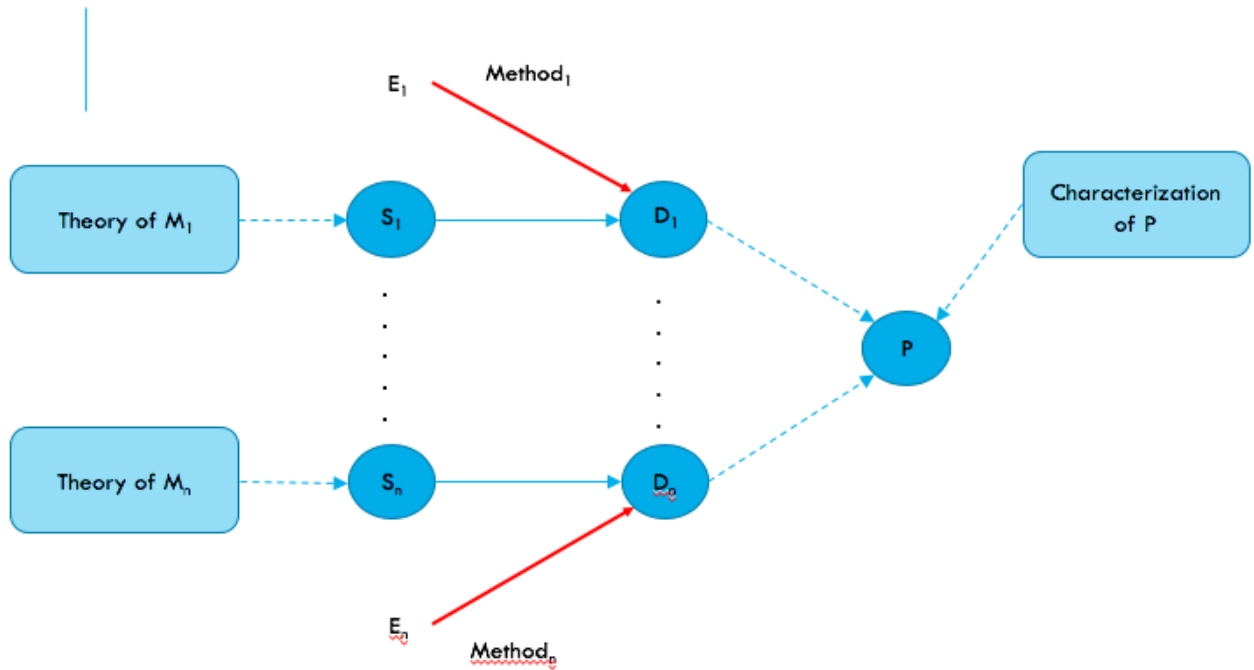 E₁
Method₁
Theory of M₁
S₁
D₁
Characterization
of P
P
Theory of Mₙ
Sₙ
Dₙ
Eₙ
Methodₙ